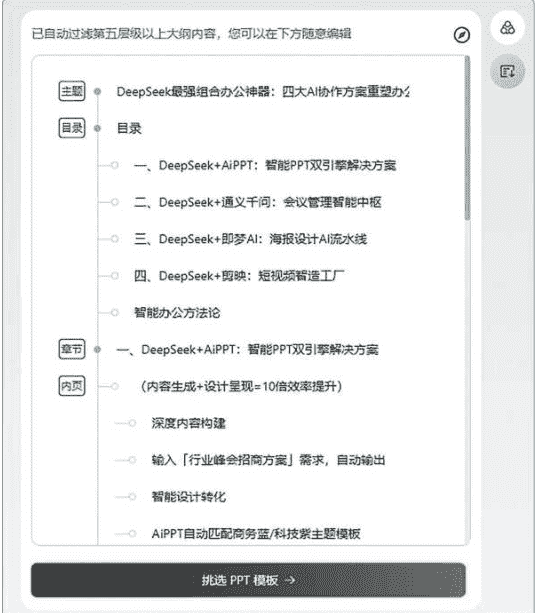 已自动过滤第五层级以上大纲内容，您可以在下方随意编辑
主题 DeepSeek最强组合办公神器：四大AI协作方案重塑办
目录 目录
一、DeepSeek+AiPPT：智能PPT双引擎解决方案
二、DeepSeek+通义千问：会议管理智能中枢
三、DeepSeek+即梦AI：海报设计AI流水线
四、DeepSeek+剪映：短视频智造工厂
智能办公方法论
章节 一、DeepSeek+AiPPT：智能PPT双引擎解决方案
内页 （内容生成+设计呈现=10倍效率提升）
深度内容构建
输入「行业峰会招商方案」需求，自动输出
智能设计转化
AiPPT自动匹配商务蓝/科技紫主题模板
挑选 PPT 模板 →